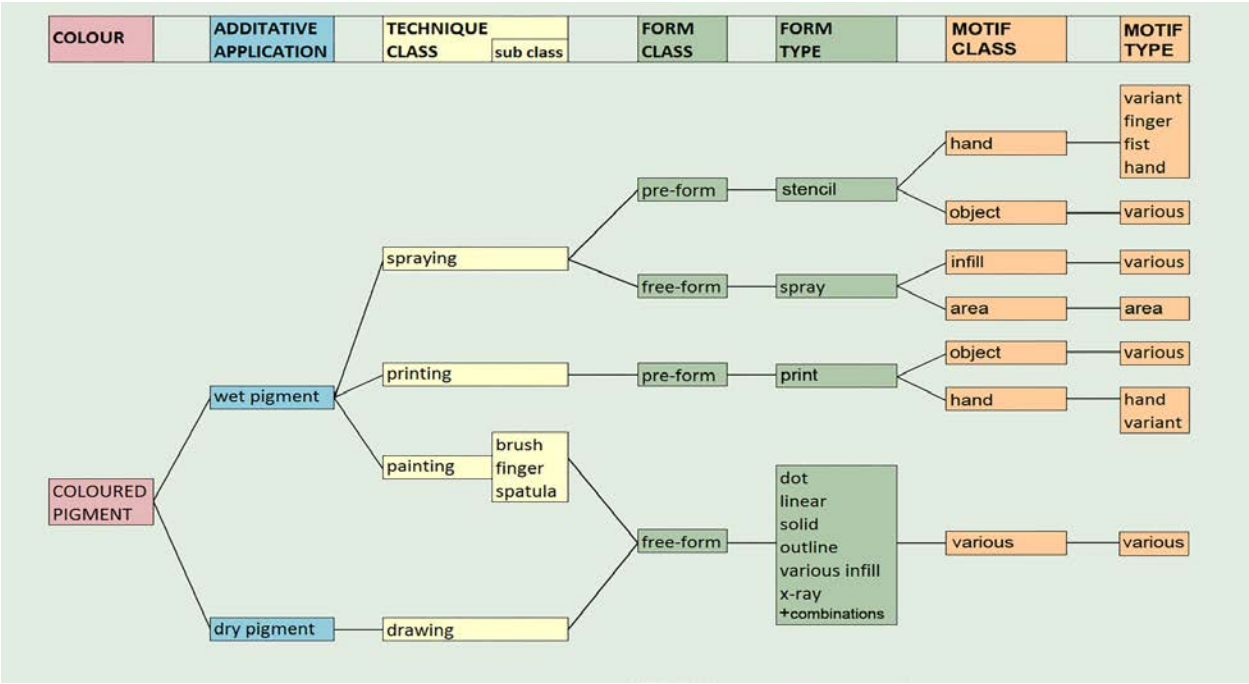 COLOUR
ADDITATIVE
APPLICATION
TECHNIQUE
CLASS
sub class
FORM
CLASS
FORM
TYPE
MOTIF
CLASS
MOTIF
TYPE
variant
finger
fist
hand
hand
pre-form
stencil
object
various
spraying
infill
various
free-form
spray
area
area
object
various
printing
pre-form
print
wet pigment
hand
hand
variant
painting
brush
finger
spatula
COLOURED
PIGMENT
dot
linear
solid
outline
various infill
x-ray
+combinations
free-form
various
various
dry pigment
drawing